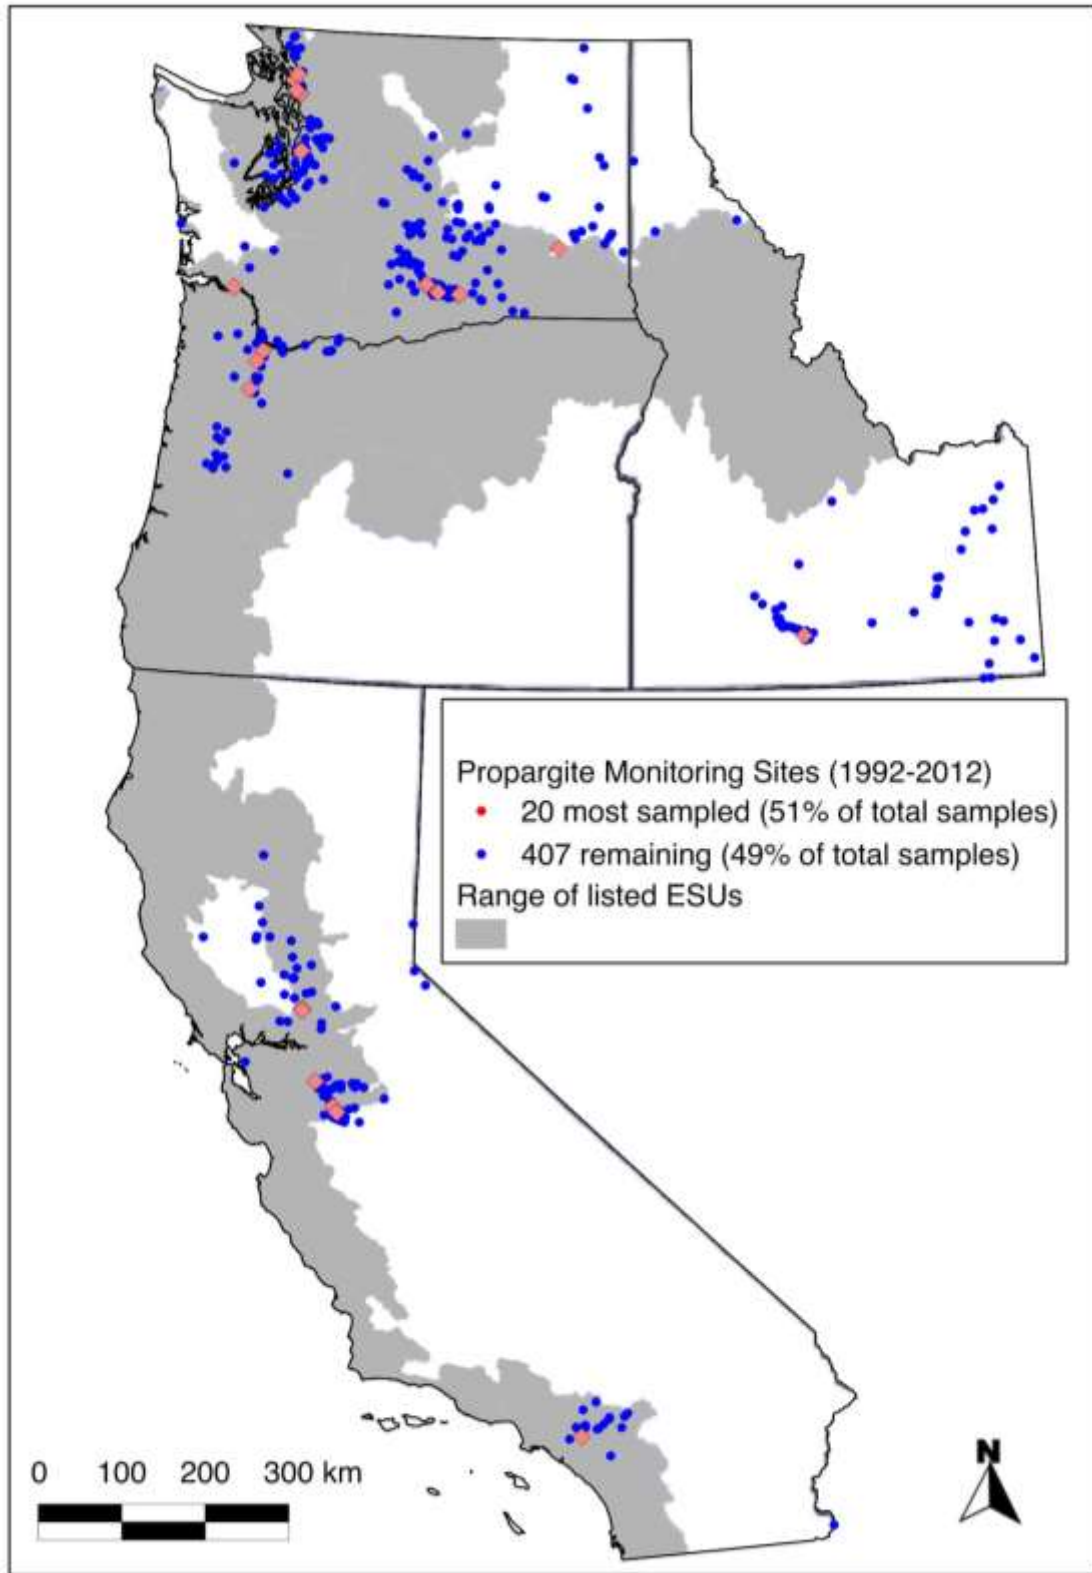 Propargite Monitoring Sites (1992-2012)
20 most sampled (51% of total samples)
407 remaining (49% of total samples)
Range of listed ESUs
0 100 200 300 km
N